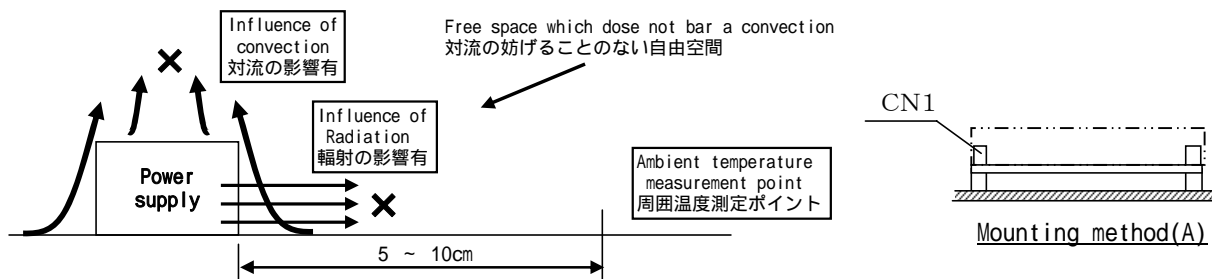 Influence of
convection
対流の影響有
Free space which dose not bar a convection
対流の妨げることのない自由空間
Influence of
Radiation
輻射の影響有
Power
supply
Ambient temperature
measurement point
周囲温度測定ポイント
5 ~ 10cm
CN1
Mounting method(A)